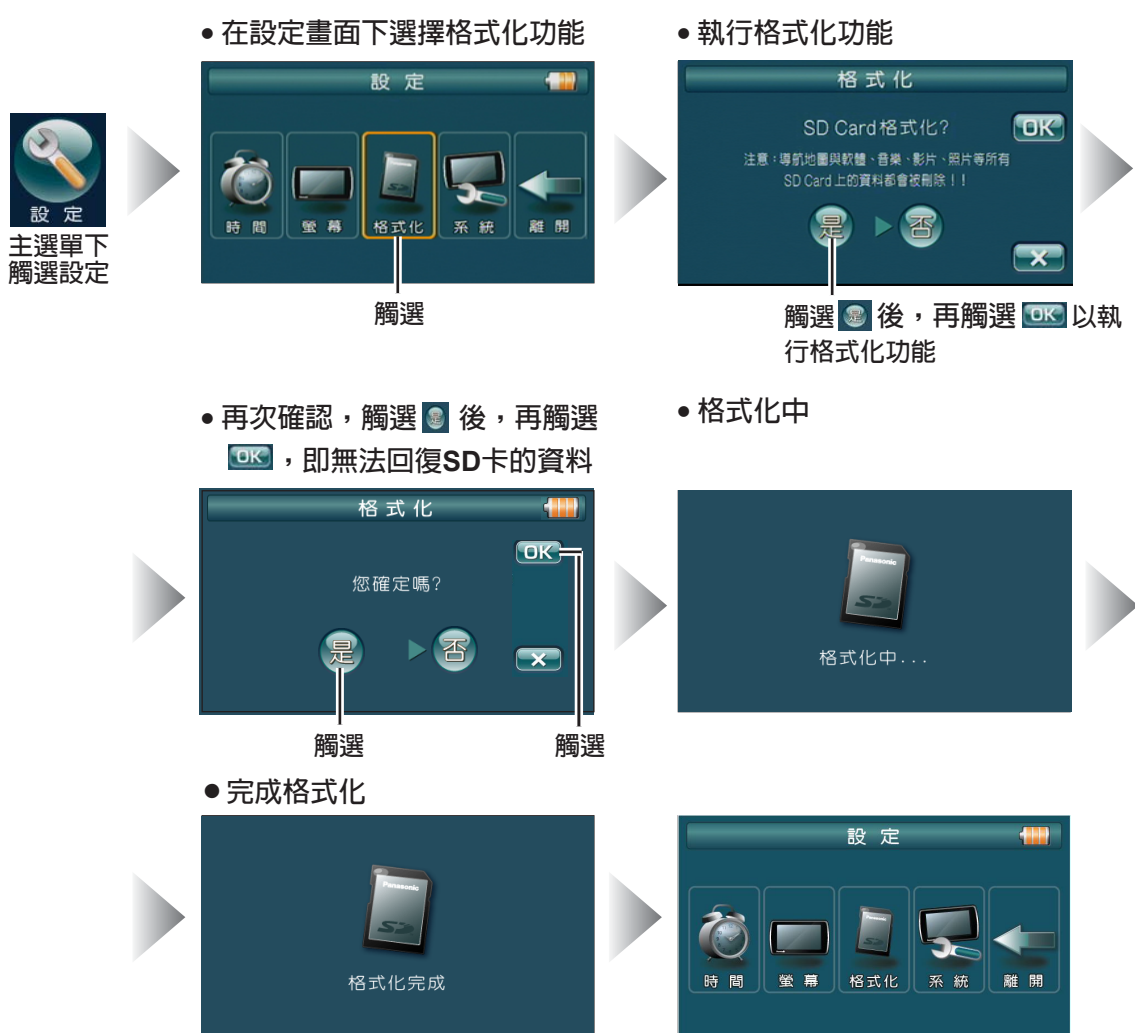 • 在設定畫面下選擇格式化功能
• 執行格式化功能
設 定
主選單下
觸選設定
設 定
Panasonic
SD
時 間
螢 幕
格式化
系 統
離 開
觸選
格 式 化
SD Card格式化?
OK
注意:導航地圖與軟體、音樂、影片、照片等所有
SD Card上的資料都會被刪除!!
是
否
X
觸選 是 後,再觸選 OK 以執
行格式化功能
• 再次確認,觸選 是 後,再觸選
OK ,即無法回復SD卡的資料
格 式 化
OK
您確定嗎?
是
否
X
觸選
觸選
• 格式化中
Panasonic
SD
格式化中...
• 完成格式化
Panasonic
SD
格式化完成
設 定
SD
時 間
螢 幕
格式化
系 統
離 開